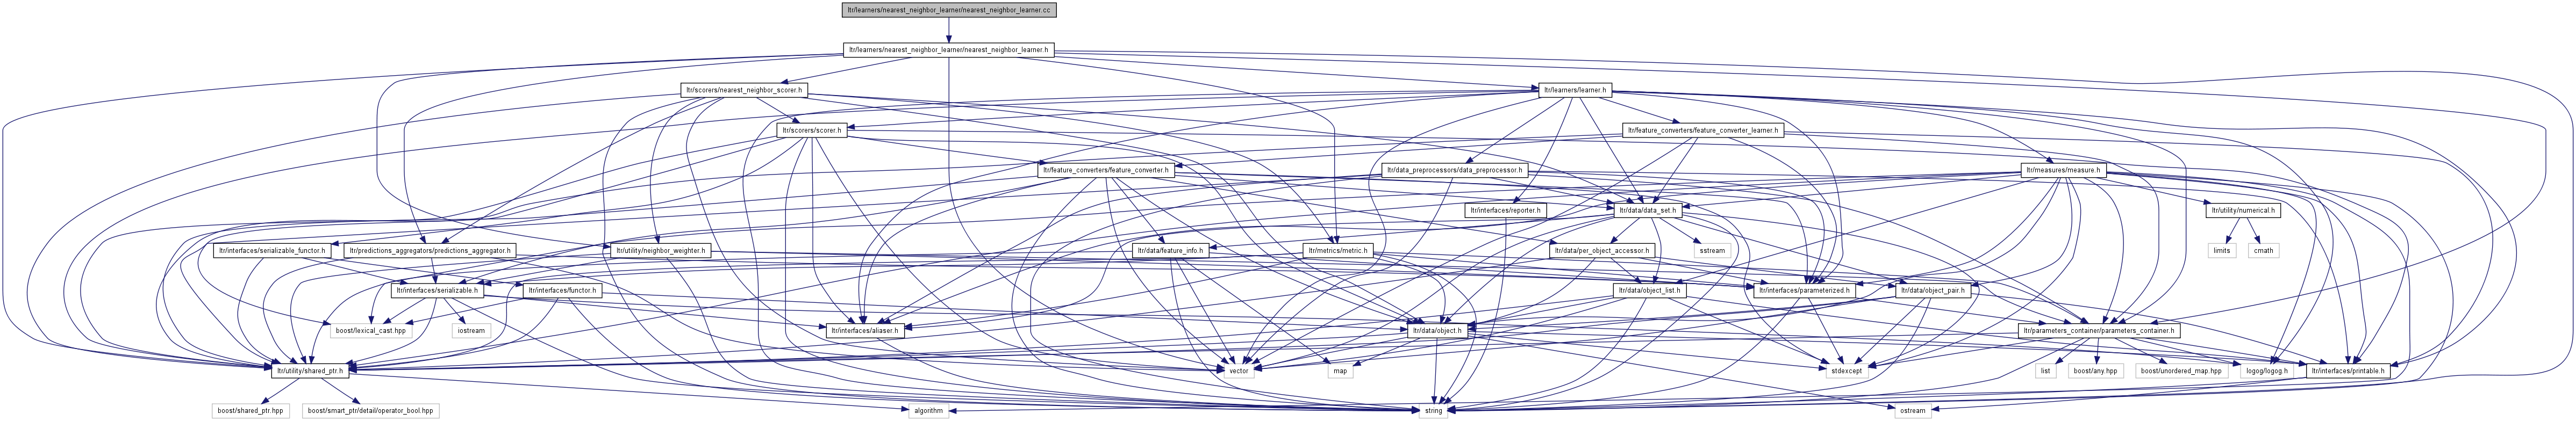 ltr/learners/nearest_neighbor_learner/nearest_neighbor_learner.cc
ltr/learners/nearest_neighbor_learner/nearest_neighbor_learner.h
ltr/scorers/nearest_neighbor_scorer.h
ltr/learners/learner.h
ltr/scorers/scorer.h
ltr/feature_converters/feature_converter_learner.h
ltr/feature_converters/feature_converter.h
ltr/data_preprocessors/data_preprocessor.h
ltr/measures/measure.h
ltr/interfaces/reporter.h
ltr/data/data_set.h
ltr/utility/numerical.h
ltr/interfaces/serializable_functor.h
ltr/predictions_aggregators/predictions_aggregator.h
ltr/utility/neighbor_weighter.h
ltr/data/feature_info.h
ltr/metrics/metric.h
ltr/data/per_object_accessor.h
sstream
limits
cmath
ltr/interfaces/serializable.h
ltr/interfaces/functor.h
ltr/interfaces/parameterized.h
ltr/data/object_list.h
ltr/data/object_pair.h
boost/lexical_cast.hpp
iostream
ltr/interfaces/aliaser.h
ltr/data/object.h
ltr/parameters_container/parameters_container.h
ltr/utility/shared_ptr.h
vector
map
stdexcept
list
boost/any.hpp
boost/unordered_map.hpp
logog/logog.h
ltr/interfaces/printable.h
boost/shared_ptr.hpp
boost/smart_ptr/detail/operator_bool.hpp
algorithm
string
ostream